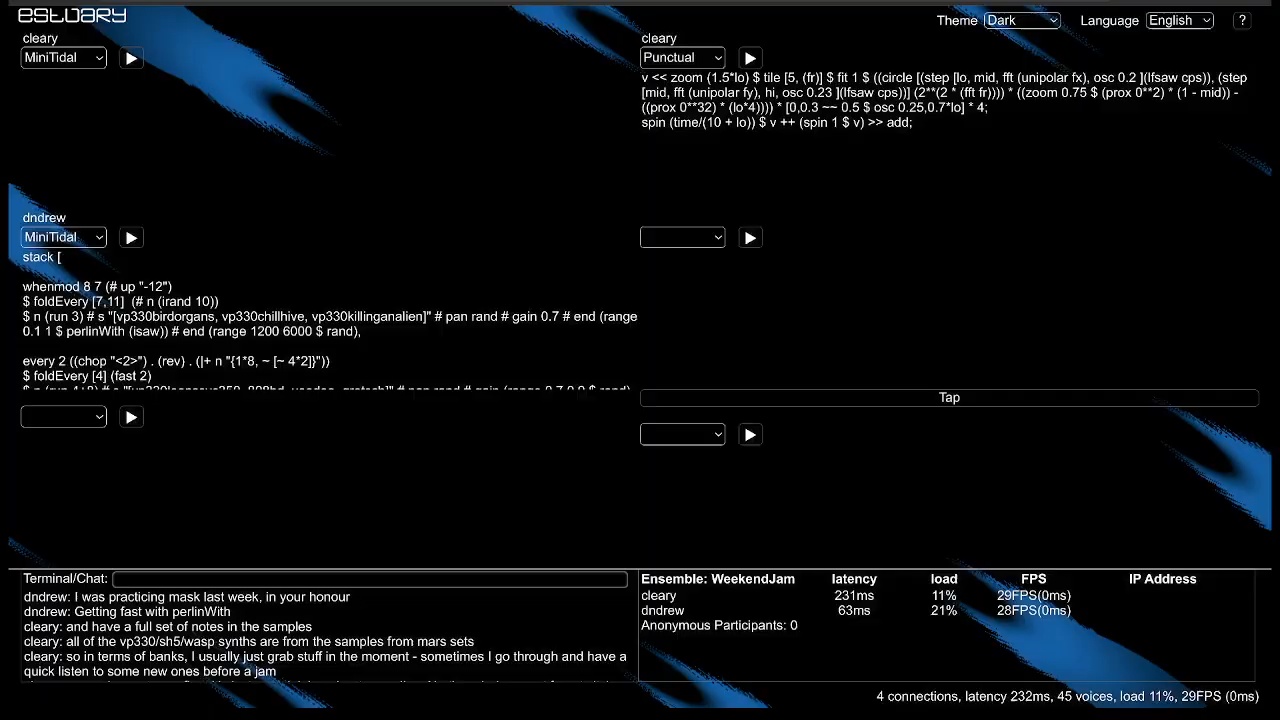 estuary
Theme Dark Language English ?
cleary
MiniTidal
cleary
Punctual
v << zoom (1.5*lo) $ tile [5, (fr)] $ fit 1 $ ((circle [(step [lo, mid, fft (unipolar fx), osc 0.2 ](lfsaw cps)), (step
[mid, fft (unipolar fy), hi, osc 0.23 ](lfsaw cps))] (2**(2 * (fft fr)))) * ((zoom 0.75 $ (prox 0**2) * (1 - mid)) -
((prox 0**32) * (lo*4)))) * [0,0.3 ~~ 0.5 $ osc 0.25,0.7*lo] * 4;
spin (time/(10 + lo)) $ v ++ (spin 1 $ v) >> add;
dndrew
MiniTidal
stack [
whenmod 8 7 (# up "-12")
$ foldEvery [7,11]  (# n (irand 10))
$ n (run 3) # s "[vp330birdorgans, vp330chillhive, vp330killinganalien]" # pan rand # gain 0.7 # end (range
0.1 1 $ perlinWith (isaw)) # end (range 1200 6000 $ rand),
every 2 ((chop "<2>") . (rev) . (|+ n "{1*8, ~ [~ 4*2]}"))
$ foldEvery [4] (fast 2)
Tap
Terminal/Chat:
dndrew: I was practicing mask last week, in your honour
dndrew: Getting fast with perlinWith
cleary: and have a full set of notes in the samples
cleary: all of the vp330/sh5/wasp synths are from the samples from mars sets
cleary: so in terms of banks, I usually just grab stuff in the moment - sometimes I go through and have a
quick listen to some new ones before a jam
Ensemble: WeekendJam latency load FPS IP Address
cleary 231ms 11% 29FPS(0ms)
dndrew 63ms 21% 28FPS(0ms)
Anonymous Participants: 0
4 connections, latency 232ms, 45 voices, load 11%, 29FPS (0ms)